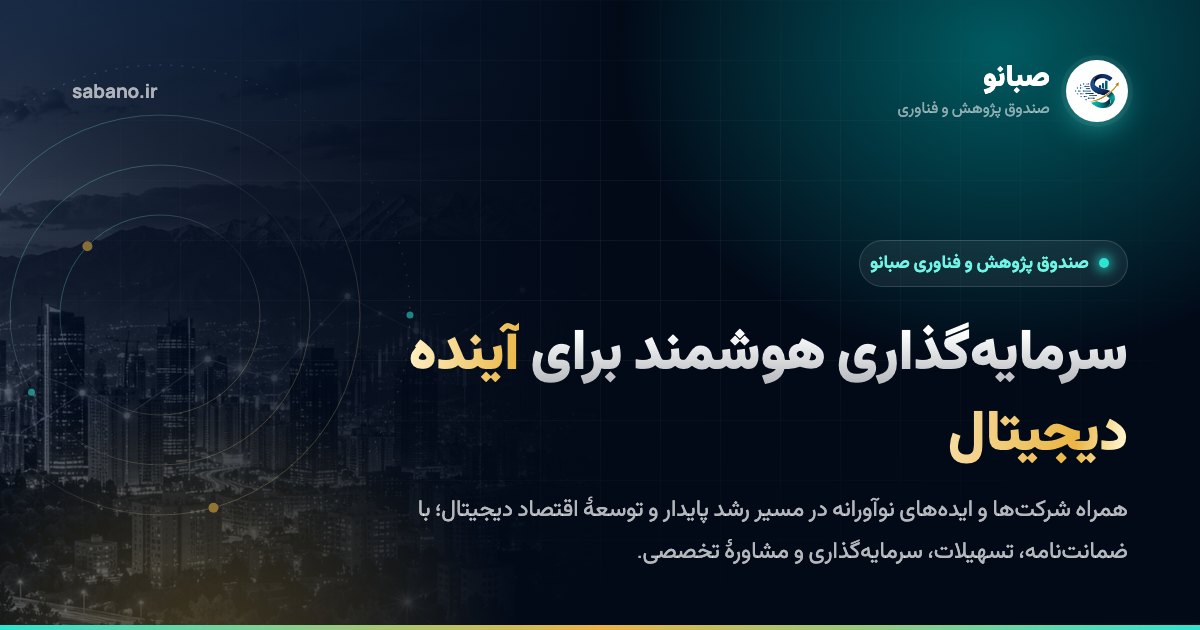 صبانو
صندوق پژوهش و فناوری
sabano.ir
صندوق پژوهش و فناوری صبانو
سرمایه‌گذاری هوشمند برای آینده
دیجیتال
همراه شرکت‌ها و ایده‌های نوآورانه در مسیر رشد پایدار و توسعهٔ اقتصاد دیجیتال؛ با
ضمانت‌نامه، تسهیلات، سرمایه‌گذاری و مشاورهٔ تخصصی.